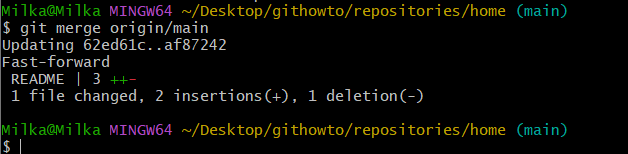 Milka@Milka MINGW64 ~/Desktop/githowto/repositories/home (main)
$ git merge origin/main
Updating 62ed61c..af87242
Fast-forward
 README | 3 ++-
 1 file changed, 2 insertions(+), 1 deletion(-)

Milka@Milka MINGW64 ~/Desktop/githowto/repositories/home (main)
$